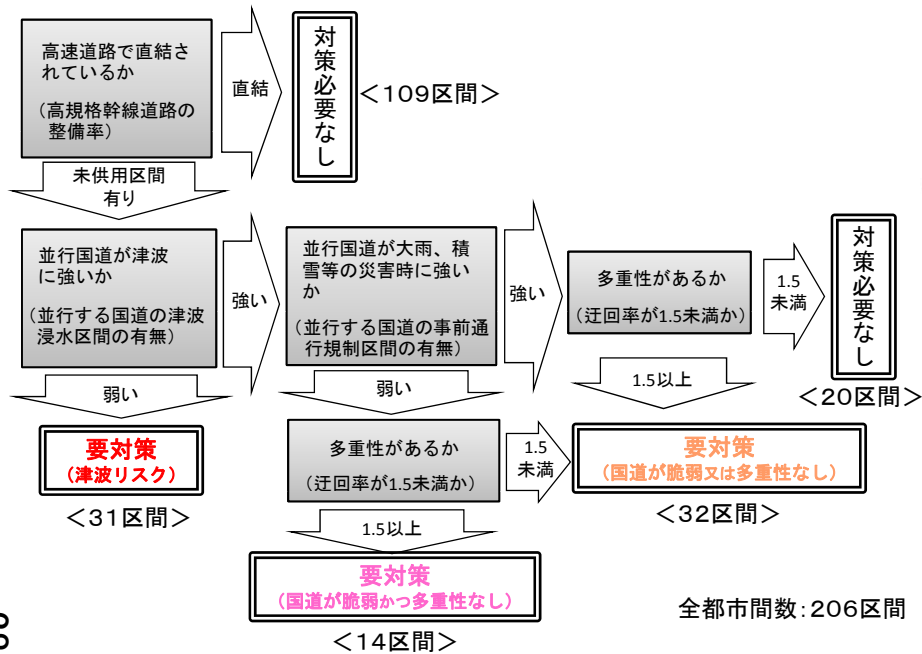 高速道路で直結さ
れているか
（高規格幹線道路の
整備率）
直結
対策必要なし
＜109区間＞
未供用区間
有り
並行国道が津波
に強いか
（並行する国道の津波
浸水区間の有無）
強い
並行国道が大雨、積
雪等の災害時に強い
か
（並行する国道の事前通
行規制区間の有無）
強い
多重性があるか
（迂回率が1.5未満か）
1.5
未満
対策必要なし
＜20区間＞
弱い
弱い
1.5以上
要対策
（津波リスク）
＜31区間＞
多重性があるか
（迂回率が1.5未満か）
1.5
未満
要対策
（国道が脆弱又は多重性なし）
＜32区間＞
1.5以上
要対策
（国道が脆弱かつ多重性なし）
＜14区間＞
全都市間数：206区間